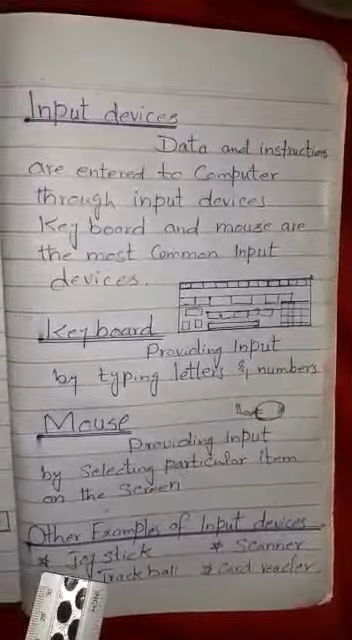 Input devices
Data and instructions
are entered to Computer
through input devices
Keyboard and mouse are
the most Common Input
devices.
Keyboard
Providing Input
by typing letters & numbers
Mouse
Providing Input
by Selecting particular item
on the Screen
Other Examples of Input devices
* Joy stick * Scanner
Track ball * Card reader